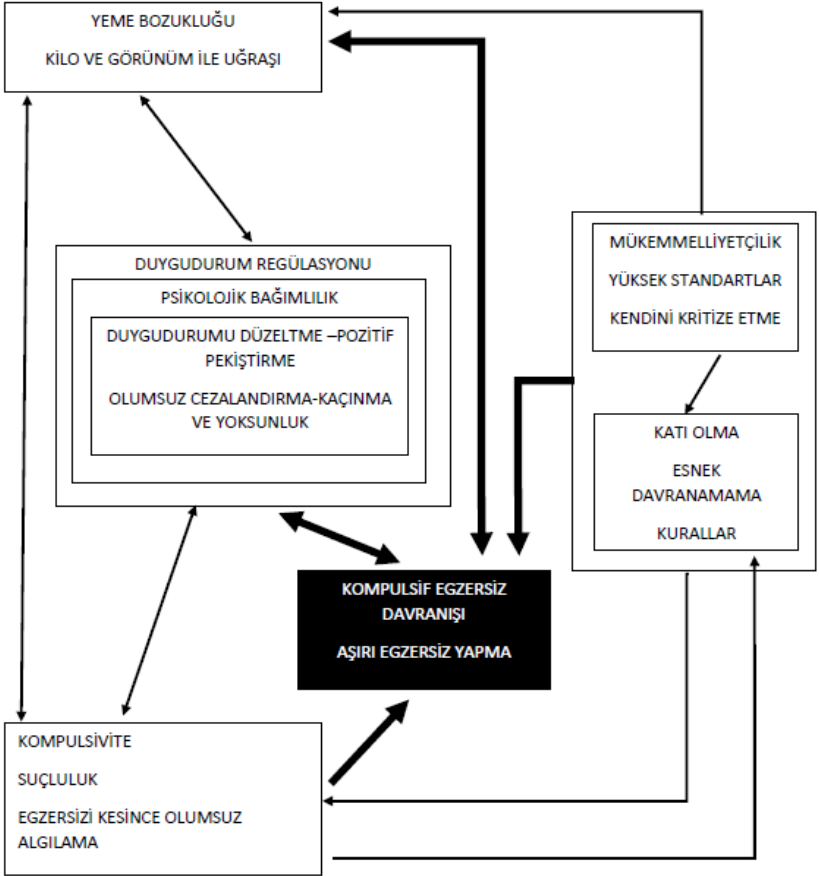 YEME BOZUKLUĞU
KİLO VE GÖRÜNÜM İLE UĞRAŞI
MÜKEMMELLİYETÇİLİK
YÜKSEK STANDARTLAR
KENDİNİ KRİTİZE ETME
DUYGUDURUM REGÜLASYONU
PSİKOLOJİK BAĞIMLILIK
DUYGUDURUMU DÜZELTME –POZİTİF
PEKİŞTİRME
OLUMSUZ CEZALANDIRMA-KAÇINMA
VE YOKSUNLUK
KATI OLMA
ESNEK
DAVRANAMAMA
KURALLAR
KOMPULSİF EGZERSİZ
DAVRANIŞI
AŞIRI EGZERSİZ YAPMA
KOMPULSİVİTE
SUÇLULUK
EGZERSİZİ KESİNCE OLUMSUZ
ALGILAMA